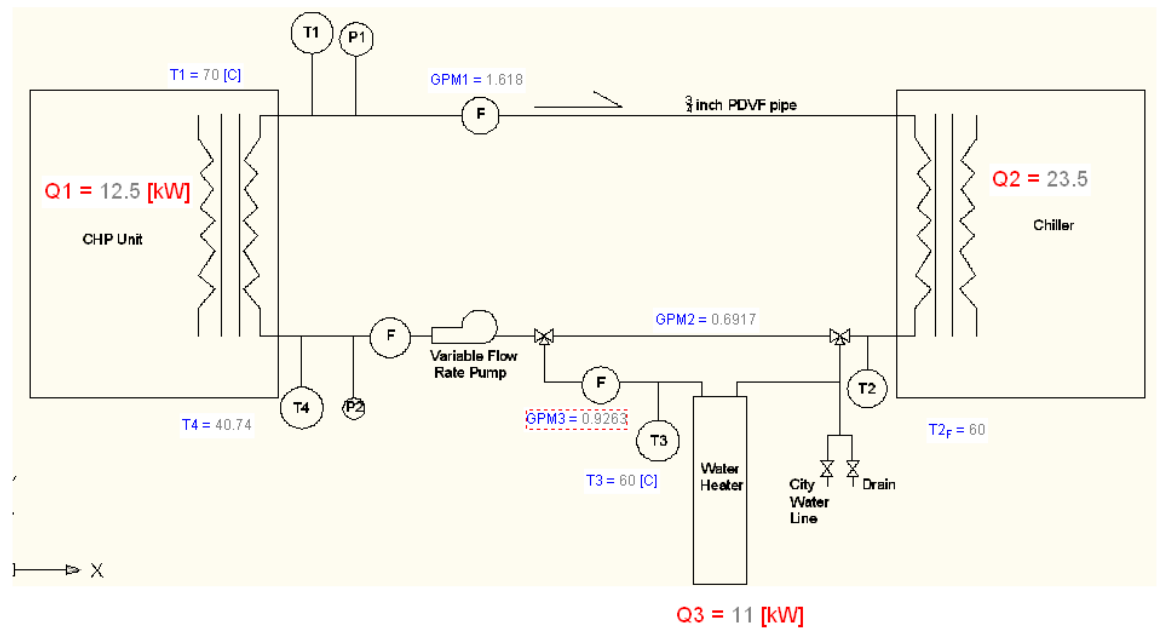 T1
P1
T1 = 70 [C]
GPM1 = 1.618
F
3/4 inch PDVF pipe
Q1 = 12.5 [kW]
Q2 = 23.5
CHP Unit
Chiller
GPM2 = 0.6917
F
Variable Flow
Rate Pump
T4
P2
F
T2
GPM3 = 0.9263
T4 = 40.74
T3
T2F = 60
Water
Heater
T3 = 60 [C]
City
Water
Line
Drain
X
Q3 = 11 [kW]